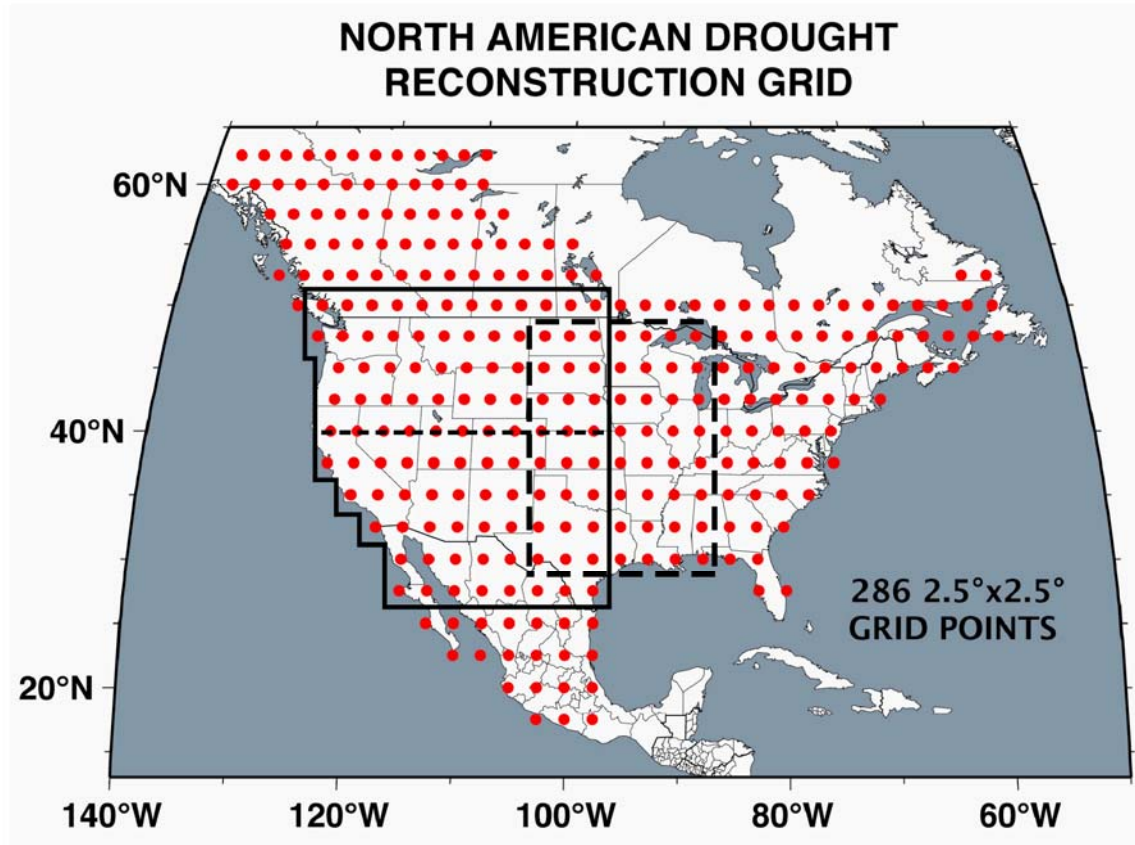 NORTH AMERICAN DROUGHT
RECONSTRUCTION GRID
60°N
40°N
20°N
286 2.5°x2.5°
GRID POINTS
140°W 120°W 100°W 80°W 60°W